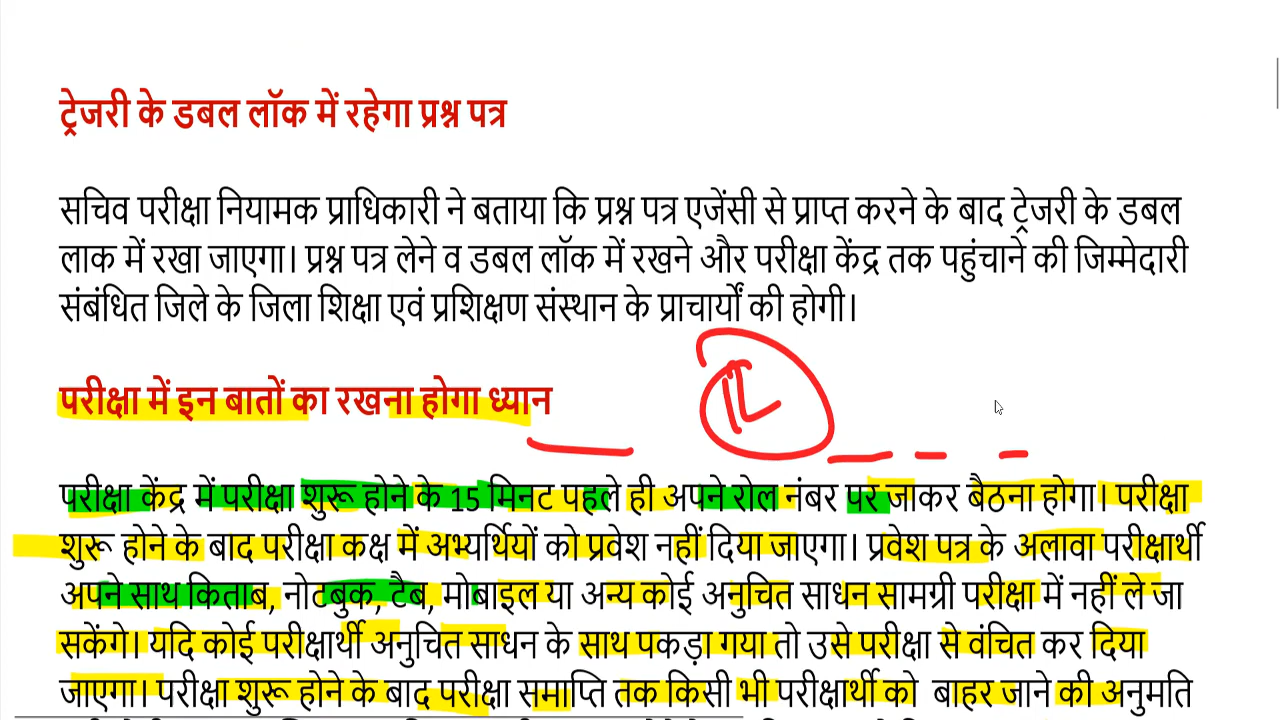 ट्रेजरी के डबल लॉक में रहेगा प्रश्न पत्र
सचिव परीक्षा नियामक प्राधिकारी ने बताया कि प्रश्न पत्र एजेंसी से प्राप्त करने के बाद ट्रेजरी के डबल
लाक में रखा जाएगा। प्रश्न पत्र लेने व डबल लॉक में रखने और परीक्षा केंद्र तक पहुंचाने की जिम्मेदारी
संबंधित जिले के जिला शिक्षा एवं प्रशिक्षण संस्थान के प्राचार्यों की होगी।
परीक्षा में इन बातों का रखना होगा ध्यान
परीक्षा केंद्र में परीक्षा शुरू होने के 15 मिनट पहले ही अपने रोल नंबर पर जाकर बैठना होगा। परीक्षा
शुरू होने के बाद परीक्षा कक्ष में अभ्यर्थियों को प्रवेश नहीं दिया जाएगा। प्रवेश पत्र के अलावा परीक्षार्थी
अपने साथ किताब, नोटबुक, टैब, मोबाइल या अन्य कोई अनुचित साधन सामग्री परीक्षा में नहीं ले जा
सकेंगे। यदि कोई परीक्षार्थी अनुचित साधन के साथ पकड़ा गया तो उसे परीक्षा से वंचित कर दिया
जाएगा। परीक्षा शुरू होने के बाद परीक्षा समाप्ति तक किसी भी परीक्षार्थी को बाहर जाने की अनुमति